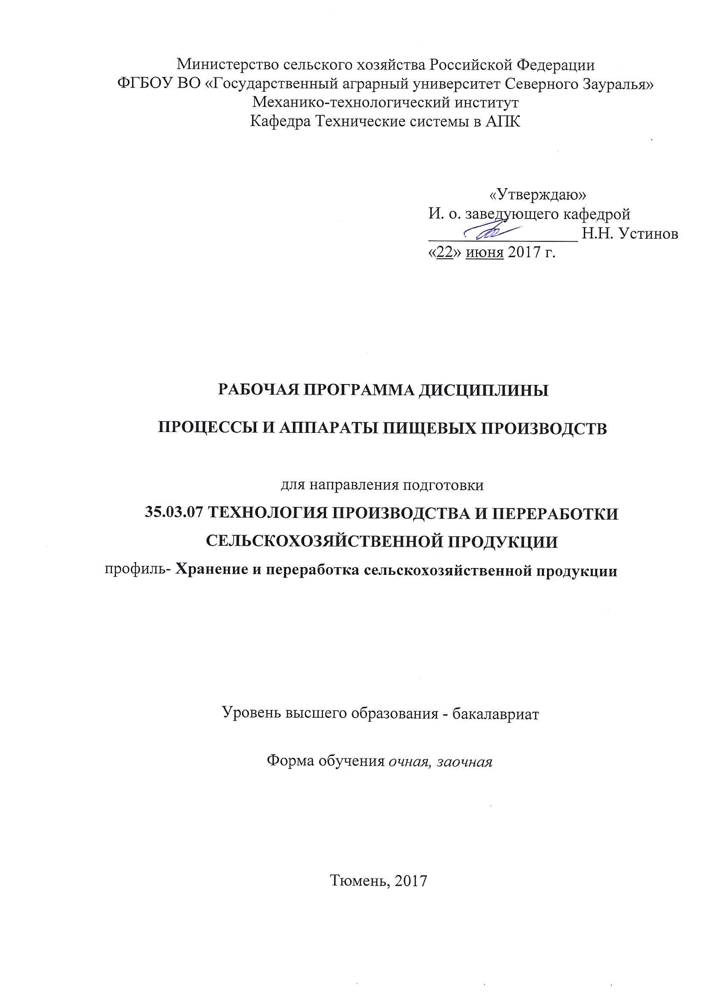 Министерство сельского хозяйства Российской Федерации
ФГБОУ ВО «Государственный аграрный университет Северного Зауралья»
Механико-технологический институт
Кафедра Технические системы в АПК
«Утверждаю»
И. о. заведующего кафедрой
Н.Н. Устинов
«22» июня 2017 г.
РАБОЧАЯ ПРОГРАММА ДИСЦИПЛИНЫ
ПРОЦЕССЫ И АППАРАТЫ ПИЩЕВЫХ ПРОИЗВОДСТВ
для направления подготовки
35.03.07 ТЕХНОЛОГИЯ ПРОИЗВОДСТВА И ПЕРЕРАБОТКИ
СЕЛЬСКОХОЗЯЙСТВЕННОЙ ПРОДУКЦИИ
профиль- Хранение и переработка сельскохозяйственной продукции
Уровень высшего образования - бакалавриат
Форма обучения очная, заочная
Тюмень, 2017